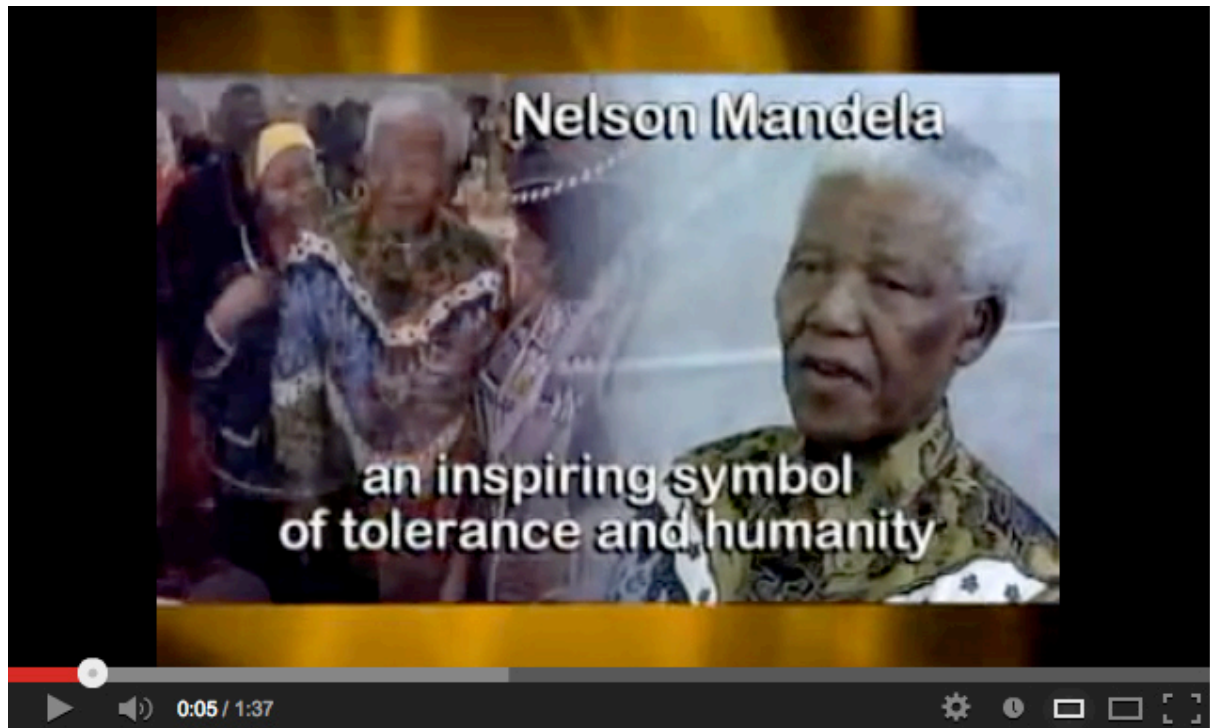 Nelson Mandela
an inspiring symbol
of tolerance and humanity
0:05 / 1:37